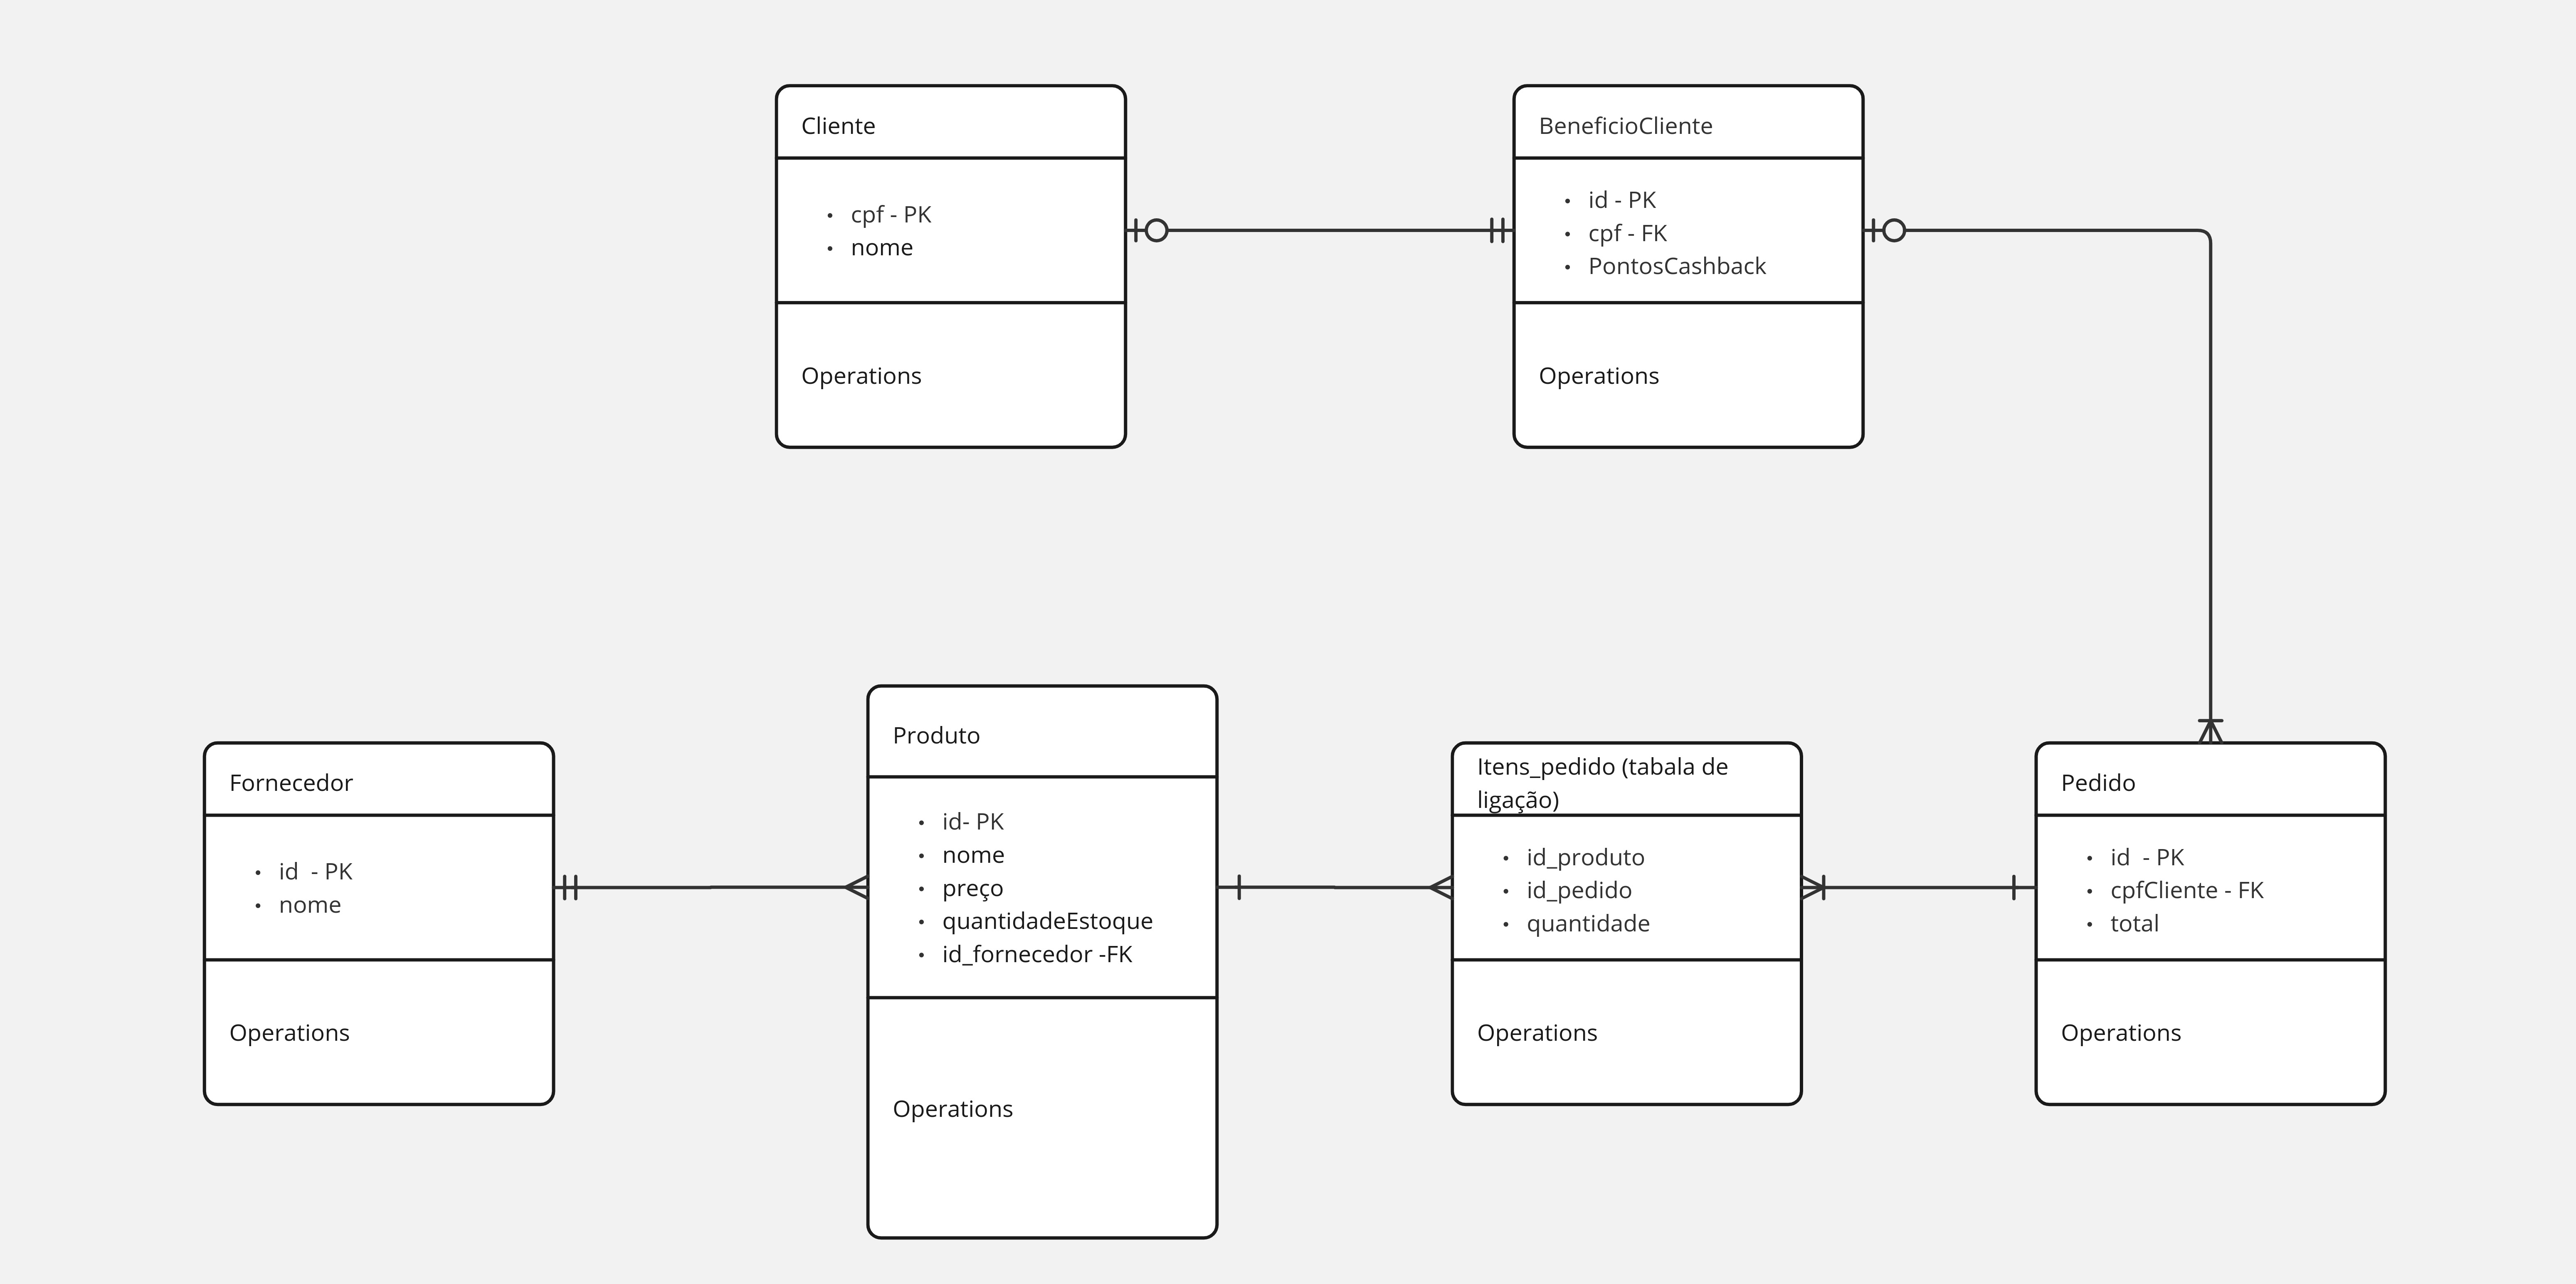 Cliente
• cpf - PK
• nome
Operations
BeneficioCliente
• id - PK
• cpf - FK
• PontosCashback
Operations
Fornecedor
• id  - PK
• nome
Operations
Produto
• id- PK
• nome
• preço
• quantidadeEstoque
• id_fornecedor -FK
Operations
Itens_pedido (tabala de
ligação)
• id_produto
• id_pedido
• quantidade
Operations
Pedido
• id  - PK
• cpfCliente - FK
• total
Operations